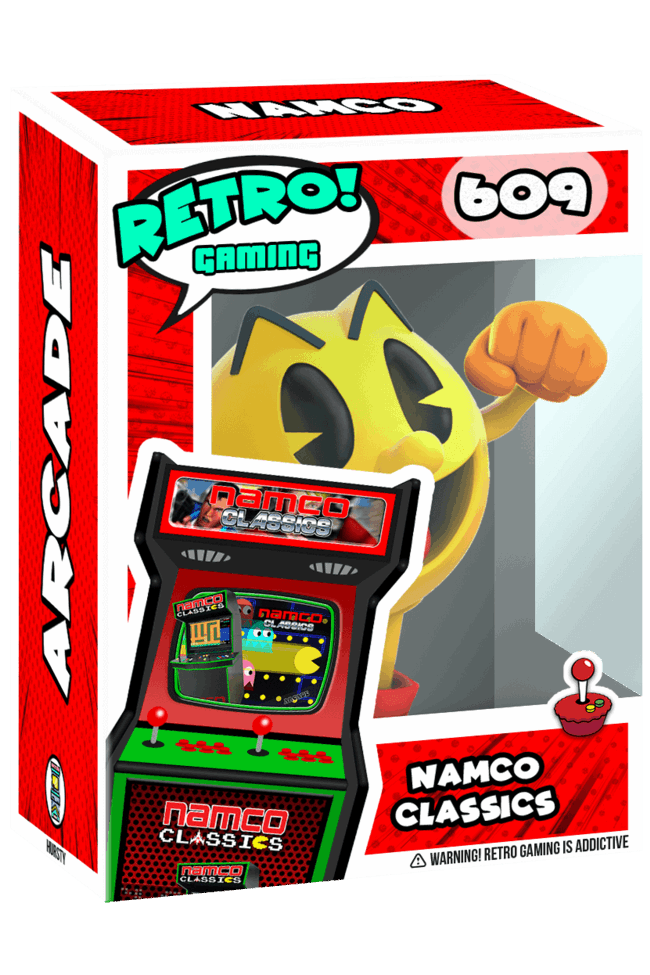 NAMCO
RETRO!
GAMING
609
ARCADE
HURSTY
namco
CLASSICS
namco
CLASSICS
namco
CLASSICS
namco
CLASSICS
namco
CLASSICS
NAMCO
CLASSICS
WARNING! RETRO GAMING IS ADDICTIVE